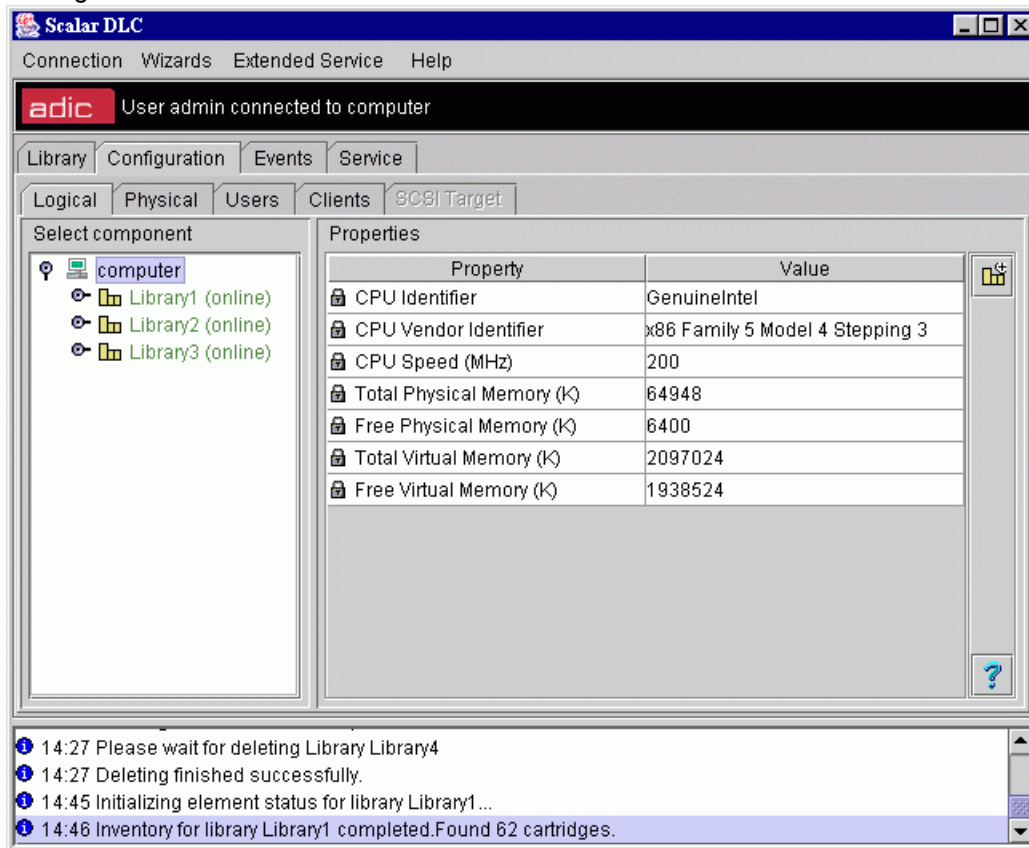 Scalar DLC
Connection Wizards Extended Service Help
adic User admin connected to computer
Library Configuration Events Service
Logical Physical Users Clients SCSI Target
Select component
Properties
computer
Library1 (online)
Library2 (online)
Library3 (online)
Property Value
CPU Identifier GenuineIntel
CPU Vendor Identifier x86 Family 5 Model 4 Stepping 3
CPU Speed (MHz) 200
Total Physical Memory (K) 64948
Free Physical Memory (K) 6400
Total Virtual Memory (K) 2097024
Free Virtual Memory (K) 1938524
14:27 Please wait for deleting Library Library4
14:27 Deleting finished successfully.
14:45 Initializing element status for library Library1...
14:46 Inventory for library Library1 completed.Found 62 cartridges.